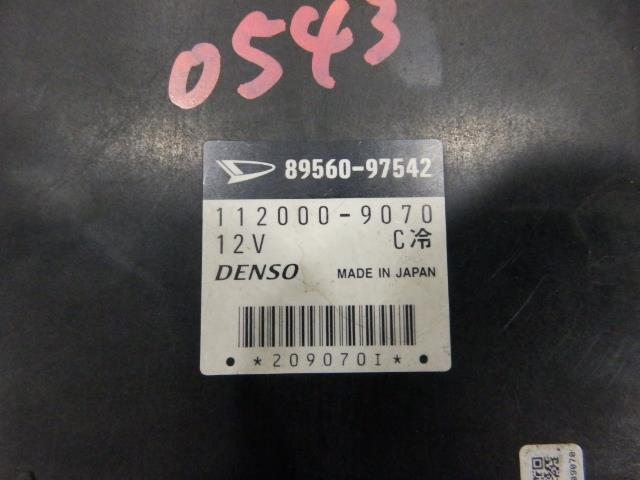 0543
89560-97542
112000-9070
12V C冷
DENSO MADE IN JAPAN
*209070I*